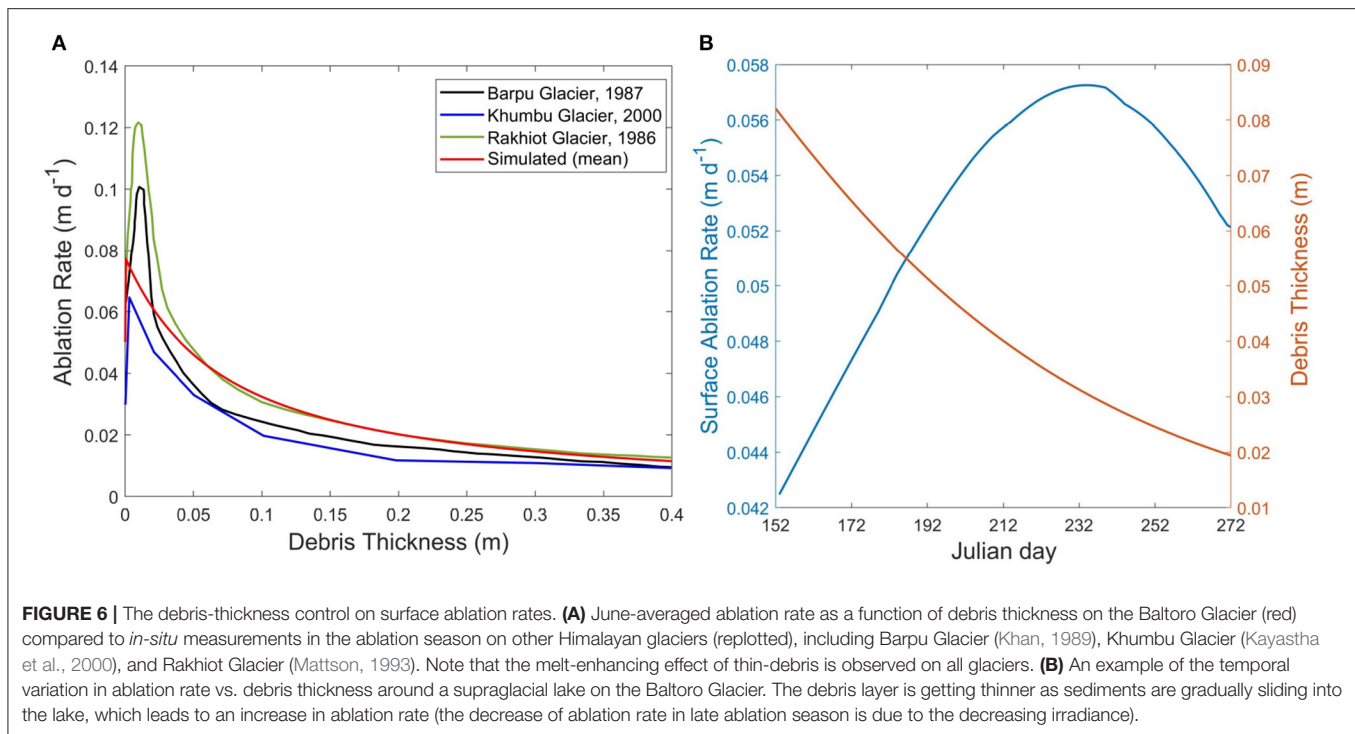 A
B
0.14
0.12
0.1
0.08
0.06
0.04
0.02
0
Ablation Rate (m d-1)
Barpu Glacier, 1987
Khumbu Glacier, 2000
Rakhiot Glacier, 1986
Simulated (mean)
0 0.05 0.1 0.15 0.2 0.25 0.3 0.35 0.4
Debris Thickness (m)
0.058
0.056
0.054
0.052
0.05
0.048
0.046
0.044
0.042
Surface Ablation Rate (m d-1)
0.09
0.08
0.07
0.06
0.05
0.04
0.03
0.02
0.01
Debris Thickness (m)
152 172 192 212 232 252 272
Julian day
FIGURE 6 | The debris-thickness control on surface ablation rates. (A) June-averaged ablation rate as a function of debris thickness on the Baltoro Glacier (red)
compared to in-situ measurements in the ablation season on other Himalayan glaciers (replotted), including Barpu Glacier (Khan, 1989), Khumbu Glacier (Kayastha
et al., 2000), and Rakhiot Glacier (Mattson, 1993). Note that the melt-enhancing effect of thin-debris is observed on all glaciers. (B) An example of the temporal
variation in ablation rate vs. debris thickness around a supraglacial lake on the Baltoro Glacier. The debris layer is getting thinner as sediments are gradually sliding into
the lake, which leads to an increase in ablation rate (the decrease of ablation rate in late ablation season is due to the decreasing irradiance).